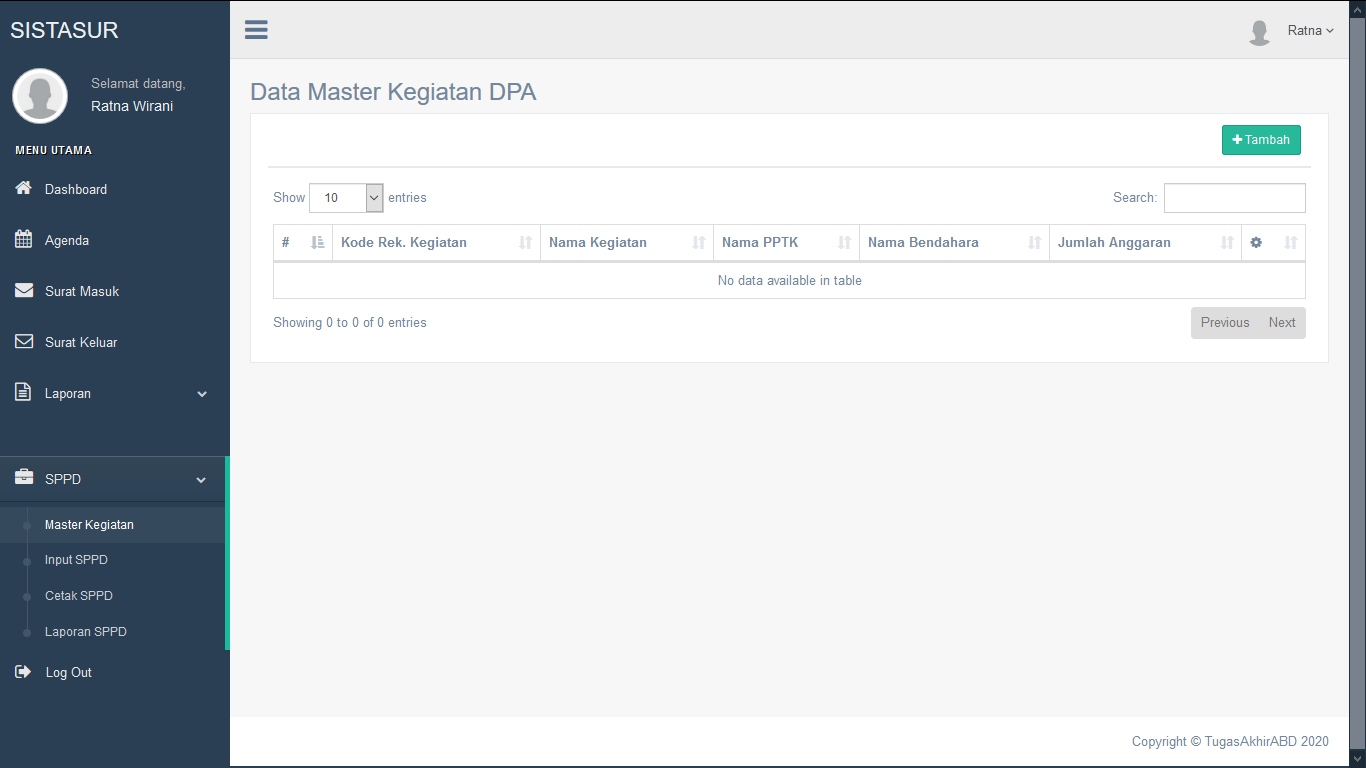 SISTASUR
Selamat datang,
Ratna Wirani
MENU UTAMA
Dashboard
Agenda
Surat Masuk
Surat Keluar
Laporan
SPPD
Master Kegiatan
Input SPPD
Cetak SPPD
Laporan SPPD
Log Out
Ratna
Data Master Kegiatan DPA
Tambah
Show 10 entries Search:
# Kode Rek. Kegiatan Nama Kegiatan Nama PPTK Nama Bendahara Jumlah Anggaran
No data available in table
Showing 0 to 0 of 0 entries Previous Next
Copyright © TugasAkhirABD 2020